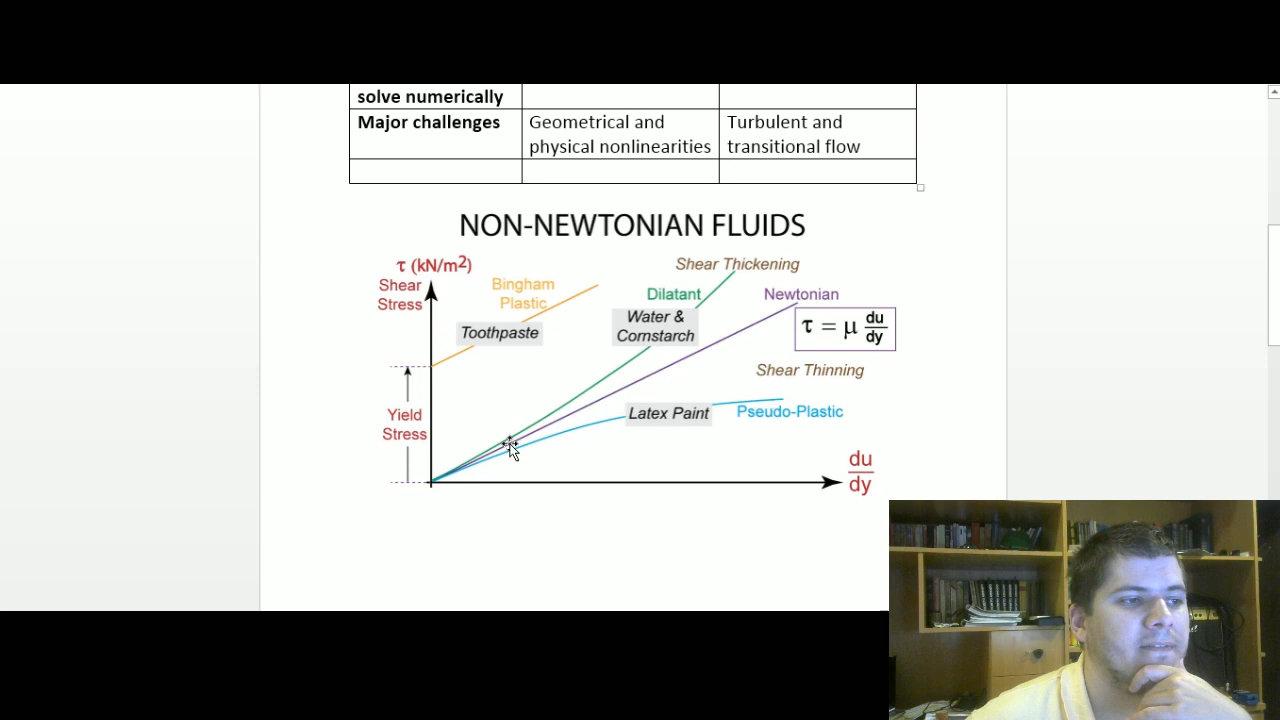 solve numerically
Major challenges
Geometrical and
physical nonlinearities
Turbulent and
transitional flow
NON-NEWTONIAN FLUIDS
τ (kN/m²)
Shear
Stress
Bingham
Plastic
Toothpaste
Shear Thickening
Dilatant
Water &
Cornstarch
Newtonian
τ = μ du/dy
Shear Thinning
Latex Paint
Pseudo-Plastic
Yield
Stress
du
dy